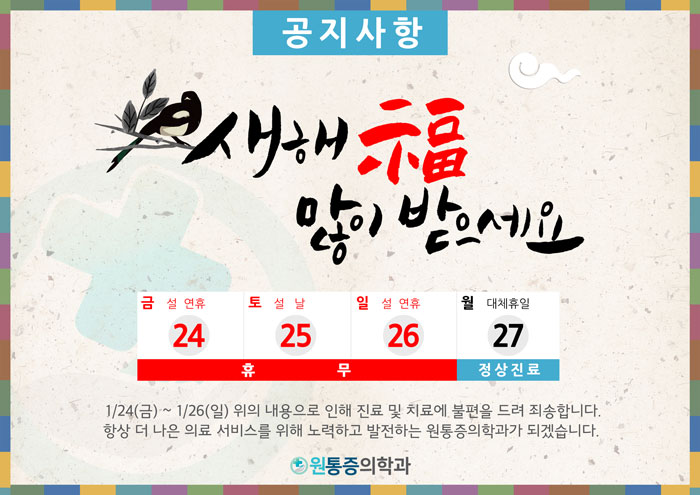 공지사항
새해 福
많이 받으세요
금 설 연휴 토 설 날 일 설 연휴 월 대체휴일
24 25 26 27
휴 무 정상진료
1/24(금) ~ 1/26(일) 위의 내용으로 인해 진료 및 치료에 불편을 드려 죄송합니다.
항상 더 나은 의료 서비스를 위해 노력하고 발전하는 원통증의학과가 되겠습니다.
원통증의학과